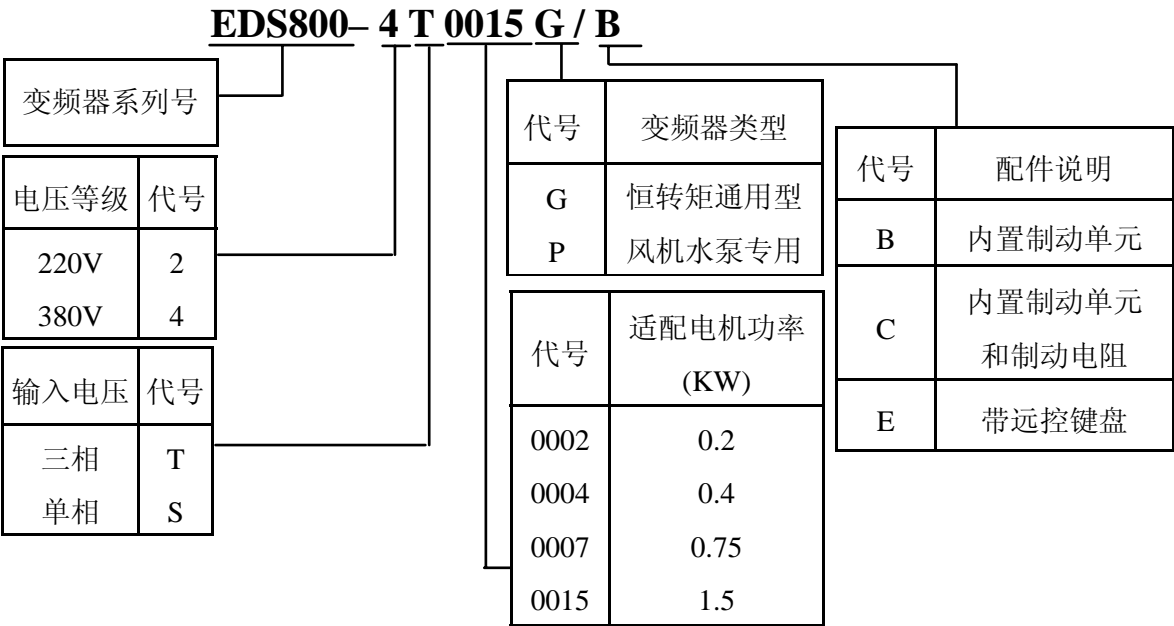 EDS800– 4 T 0015 G / B
变频器系列号
电压等级 代号
220V 2
380V 4
输入电压 代号
三相 T
单相 S
代号 变频器类型
G 恒转矩通用型
P 风机水泵专用
代号 适配电机功率
(KW)
0002 0.2
0004 0.4
0007 0.75
0015 1.5
代号 配件说明
B 内置制动单元
C 内置制动单元
和制动电阻
E 带远控键盘